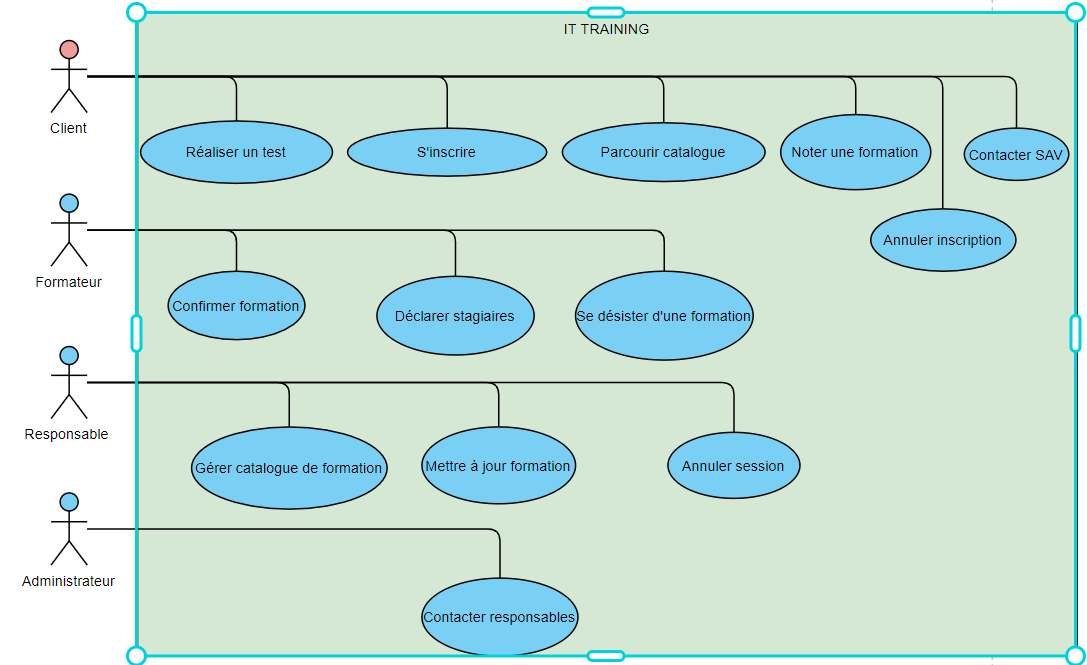 IT TRAINING
Client
Réaliser un test
S'inscrire
Parcourir catalogue
Noter une formation
Contacter SAV
Annuler inscription
Formateur
Confirmer formation
Déclarer stagiaires
Se désister d'une formation
Responsable
Gérer catalogue de formation
Mettre à jour formation
Annuler session
Administrateur
Contacter responsables